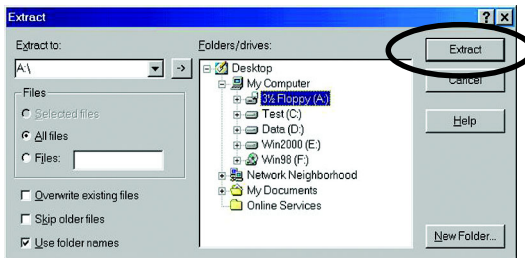 Extract
Extract to:
A:\
Files
Selected files
All files
Files:
Overwrite existing files
Skip older files
Use folder names
Folders/drives:
Desktop
My Computer
3½ Floppy (A:)
Test (C:)
Data (D:)
Win2000 (E:)
Win98 (F:)
Network Neighborhood
My Documents
Online Services
Extract
Cancel
Help
New Folder...